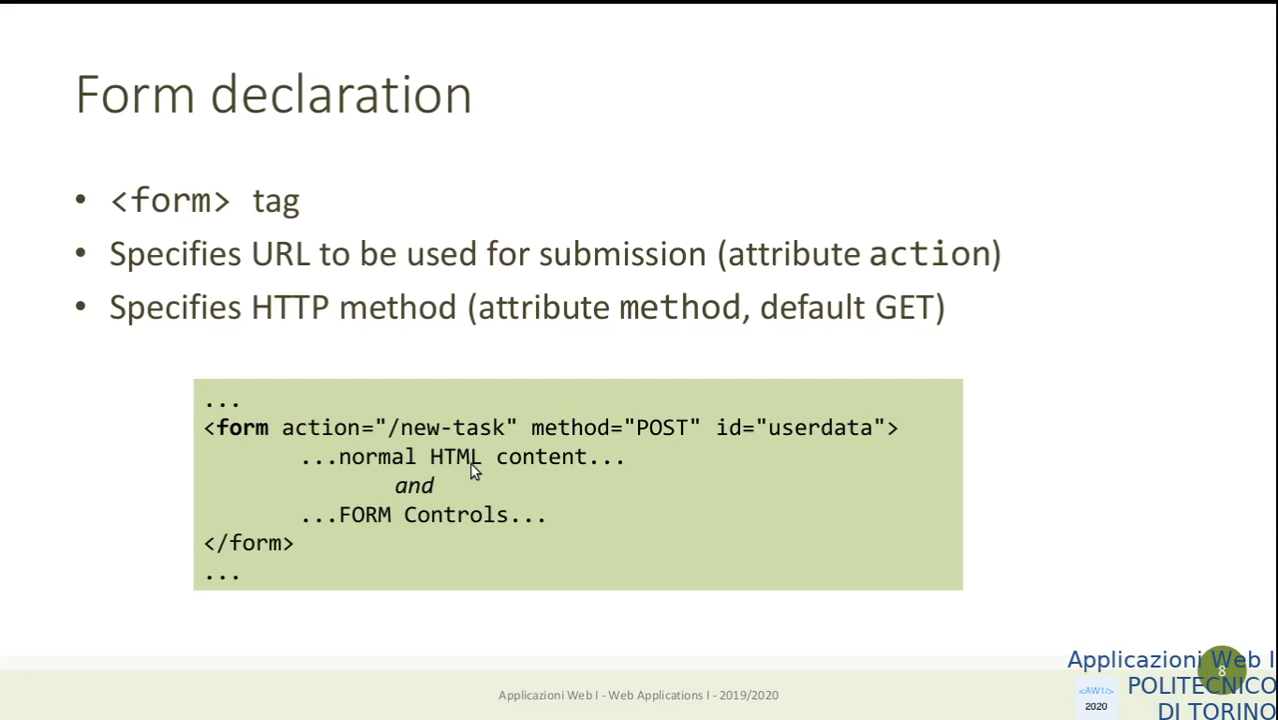 Form declaration
• <form> tag
• Specifies URL to be used for submission (attribute action)
• Specifies HTTP method (attribute method, default GET)
...
<form action="/new-task" method="POST" id="userdata">
...normal HTML content...
and
...FORM Controls...
</form>
...
Applicazioni Web I - Web Applications I - 2019/2020
8
Applicazioni Web I
POLITECNICO
DI TORINO
<AW1/>
2020